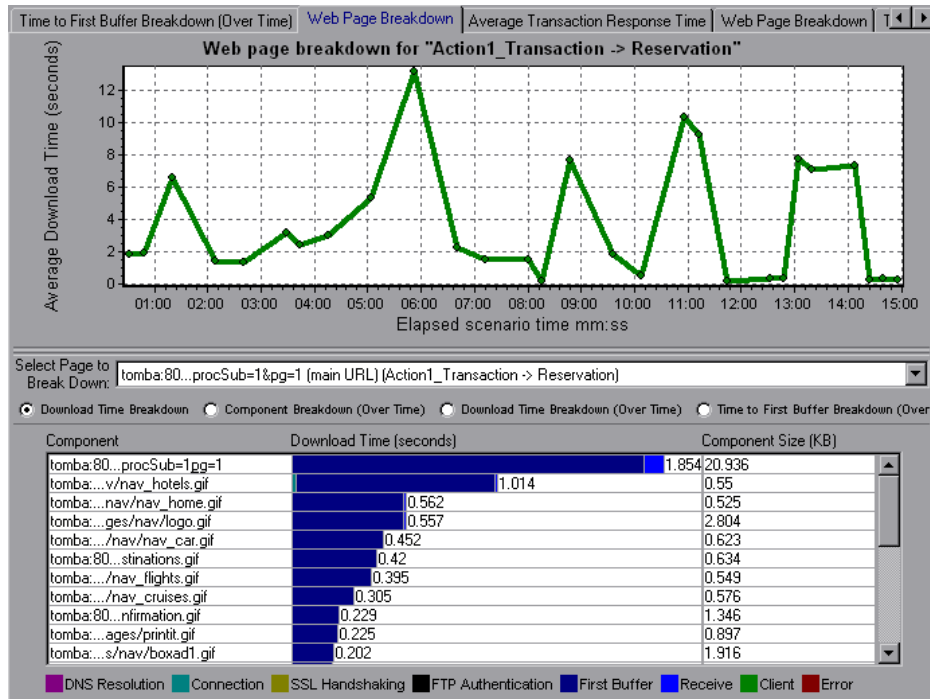 Time to First Buffer Breakdown (Over Time) Web Page Breakdown Average Transaction Response Time Web Page Breakdown T
Web page breakdown for "Action1_Transaction -> Reservation"
Average Download Time (seconds)
12
10
8
6
4
2
0
01:00 02:00 03:00 04:00 05:00 06:00 07:00 08:00 09:00 10:00 11:00 12:00 13:00 14:00 15:00
Elapsed scenario time mm:ss
Select Page to
Break Down: tomba:80...procSub=1&pg=1 (main URL) (Action1_Transaction -> Reservation)
Download Time Breakdown Component Breakdown (Over Time) Download Time Breakdown (Over Time) Time to First Buffer Breakdown (Over
Component Download Time (seconds) Component Size (KB)
tomba:80...procSub=1pg=1 1.854 20.936
tomba:...v/nav_hotels.gif 1.014 0.55
tomba:...nav/nav_home.gif 0.562 0.525
tomba:...ges/nav/logo.gif 0.557 2.804
tomba:.../nav/nav_car.gif 0.452 0.623
tomba:80...stinations.gif 0.42 0.634
tomba:.../nav_flights.gif 0.395 0.549
tomba:.../nav_cruises.gif 0.305 0.576
tomba:80...nfirmation.gif 0.229 1.346
tomba:...ages/printit.gif 0.225 0.897
tomba:...s/nav/boxad1.gif 0.202 1.916
DNS Resolution Connection SSL Handshaking FTP Authentication First Buffer Receive Client Error